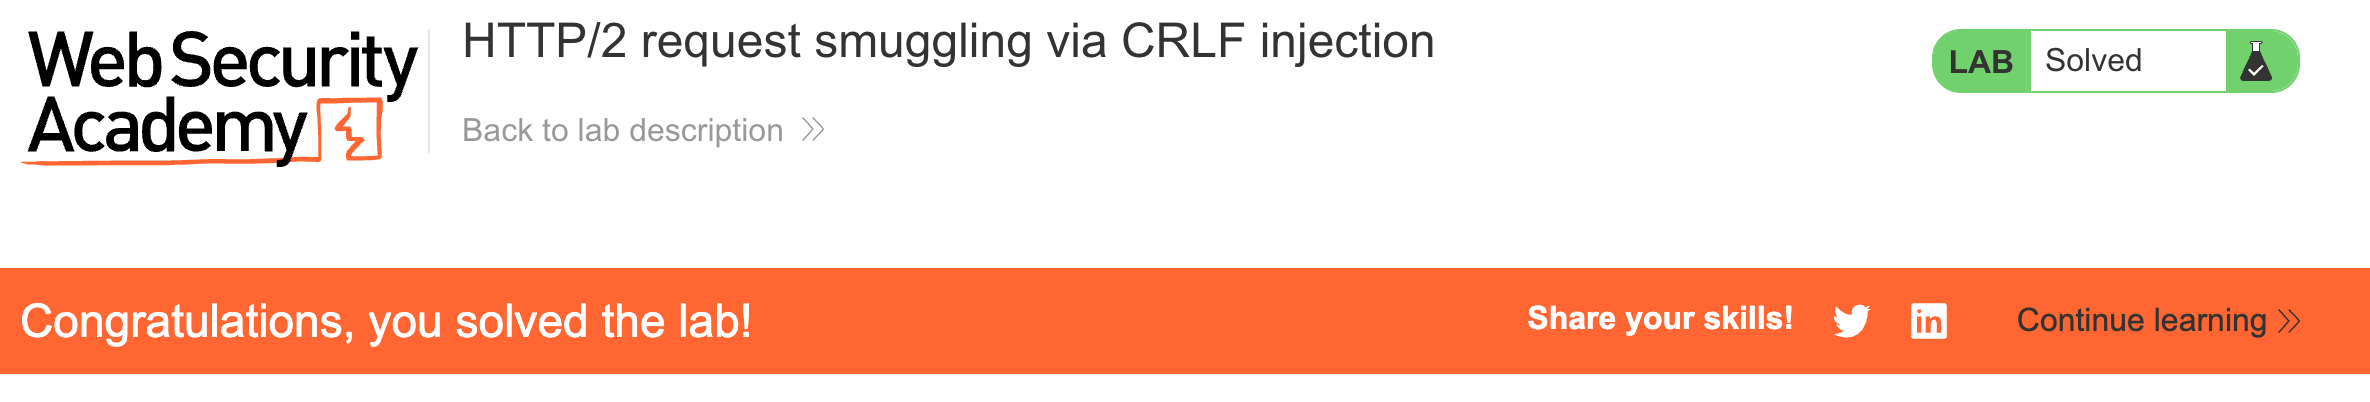 Web Security
Academy
HTTP/2 request smuggling via CRLF injection
Back to lab description
LAB Solved
Congratulations, you solved the lab!
Share your skills!
in
Continue learning